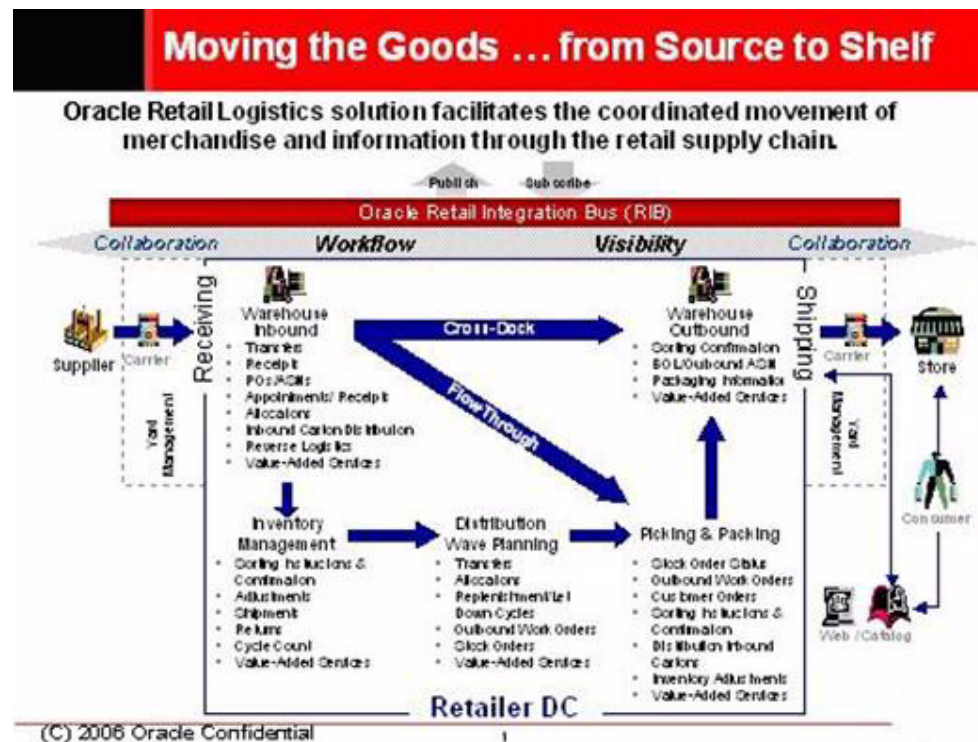 Moving the Goods ... from Source to Shelf
Oracle Retail Logistics solution facilitates the coordinated movement of
merchandise and information through the retail supply chain.
Publish
Subscribe
Oracle Retail Integration Bus (RIB)
Collaboration
Workflow
Visibility
Collaboration
Supplier
Carrier
Yard
Management
Receiving
Warehouse
Inbound
• Transfers
• Receipt
• POs/ASNs
• Appointments/ Receipt
• Allocations
• Inbound Carton Distribution
• Reverse Logistics
• Value-Added Services
Cross-Dock
Flow Through
Warehouse
Outbound
• Sorting Confirmation
• BOL/Outbound ASN
• Packaging Information
• Value-Added Services
Shipping
Carrier
Yard
Management
Store
Inventory
Management
• Sorting Instructions &
Confirmation
• Adjustments
• Shipment
• Returns
• Cycle Count
• Value-Added Services
Distribution
Wave Planning
• Transfers
• Allocations
• Replenishment/Let
Down Cycles
• Outbound Work Orders
• Stock Orders
• Value-Added Services
Picking & Packing
• Stock Order Status
• Outbound Work Orders
• Customer Orders
• Sorting Instructions &
Confirmation
• Distribution Inbound
Cartons
• Inventory Adjustments
• Value-Added Services
Consumer
Web / Catalog
Retailer DC
(C) 2006 Oracle Confidential
1